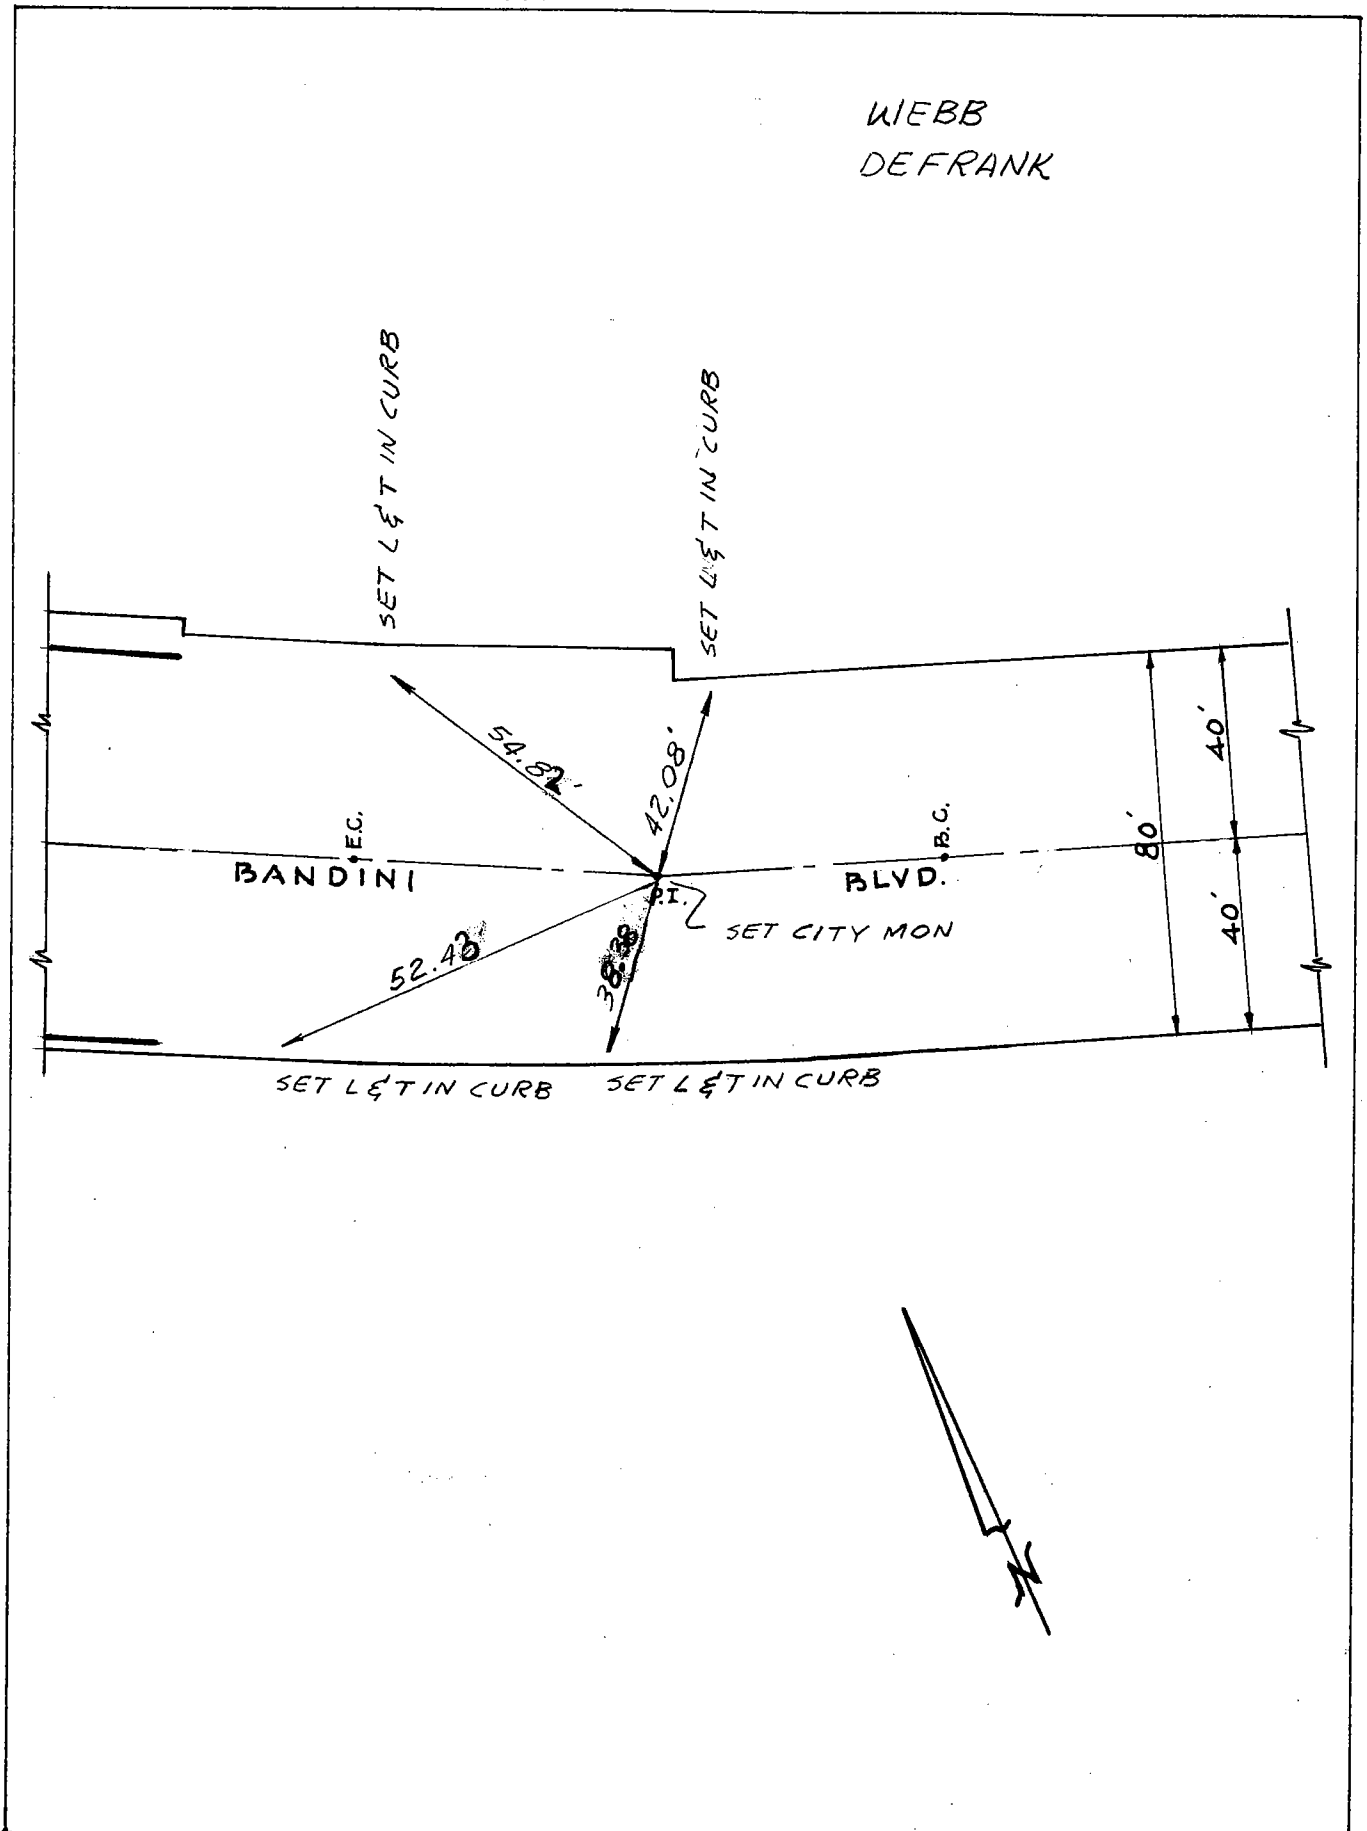 WEBB
DEFRANK
SET L & T IN CURB
SET L & T IN CURB
54.82'
42.08'
40'
80'
40'
E.C.
B.C.
BANDINI BLVD.
P.I.
SET CITY MON
52.43'
38.38
SET L & T IN CURB
SET L & T IN CURB
N